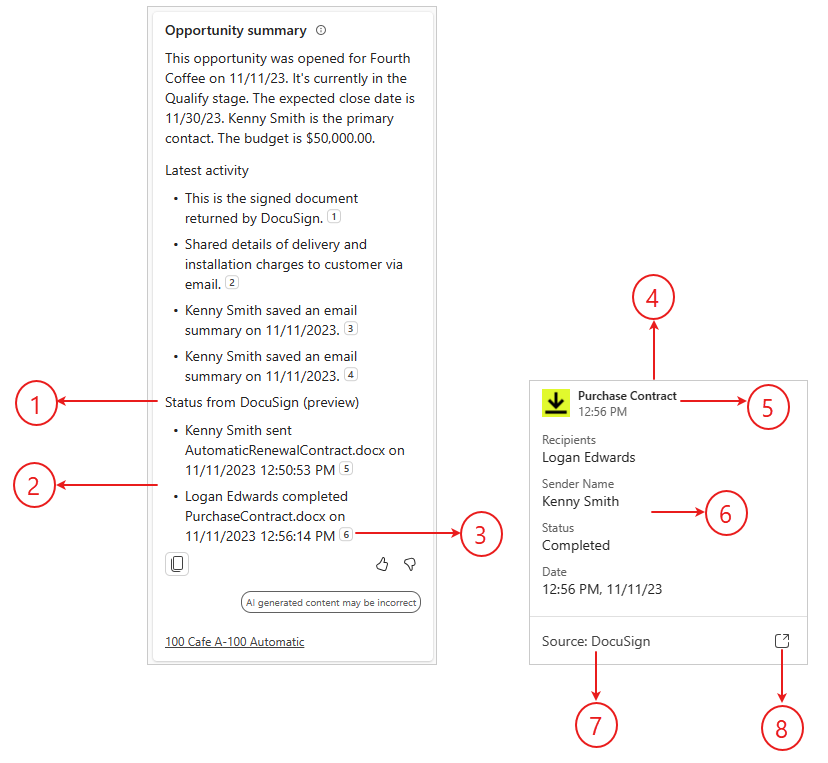 Opportunity summary
This opportunity was opened for Fourth
Coffee on 11/11/23. It's currently in the
Qualify stage. The expected close date is
11/30/23. Kenny Smith is the primary
contact. The budget is $50,000.00.
Latest activity
• This is the signed document
returned by DocuSign. 1
• Shared details of delivery and
installation charges to customer via
email. 2
• Kenny Smith saved an email
summary on 11/11/2023. 3
• Kenny Smith saved an email
summary on 11/11/2023. 4
1
Status from DocuSign (preview)
• Kenny Smith sent
AutomaticRenewalContract.docx on
11/11/2023 12:50:53 PM 5
2
• Logan Edwards completed
PurchaseContract.docx on
11/11/2023 12:56:14 PM 6
3
AI generated content may be incorrect
100 Cafe A-100 Automatic
4
Purchase Contract
5
12:56 PM
Recipients
Logan Edwards
Sender Name
Kenny Smith
6
Status
Completed
Date
12:56 PM, 11/11/23
Source: DocuSign
7
8